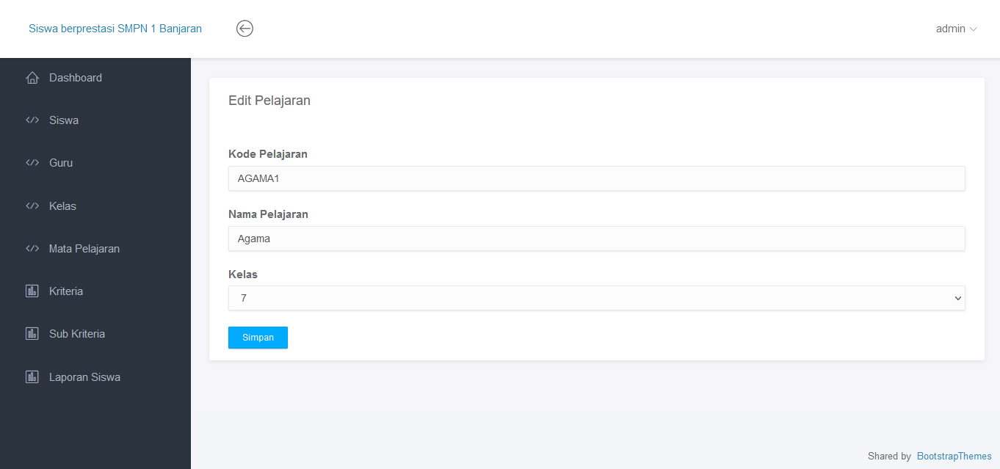 Siswa berprestasi SMPN 1 Banjaran
admin
Dashboard
Siswa
Guru
Kelas
Mata Pelajaran
Kriteria
Sub Kriteria
Laporan Siswa
Edit Pelajaran
Kode Pelajaran
AGAMA1
Nama Pelajaran
Agama
Kelas
7
Simpan
Shared by BootstrapThemes